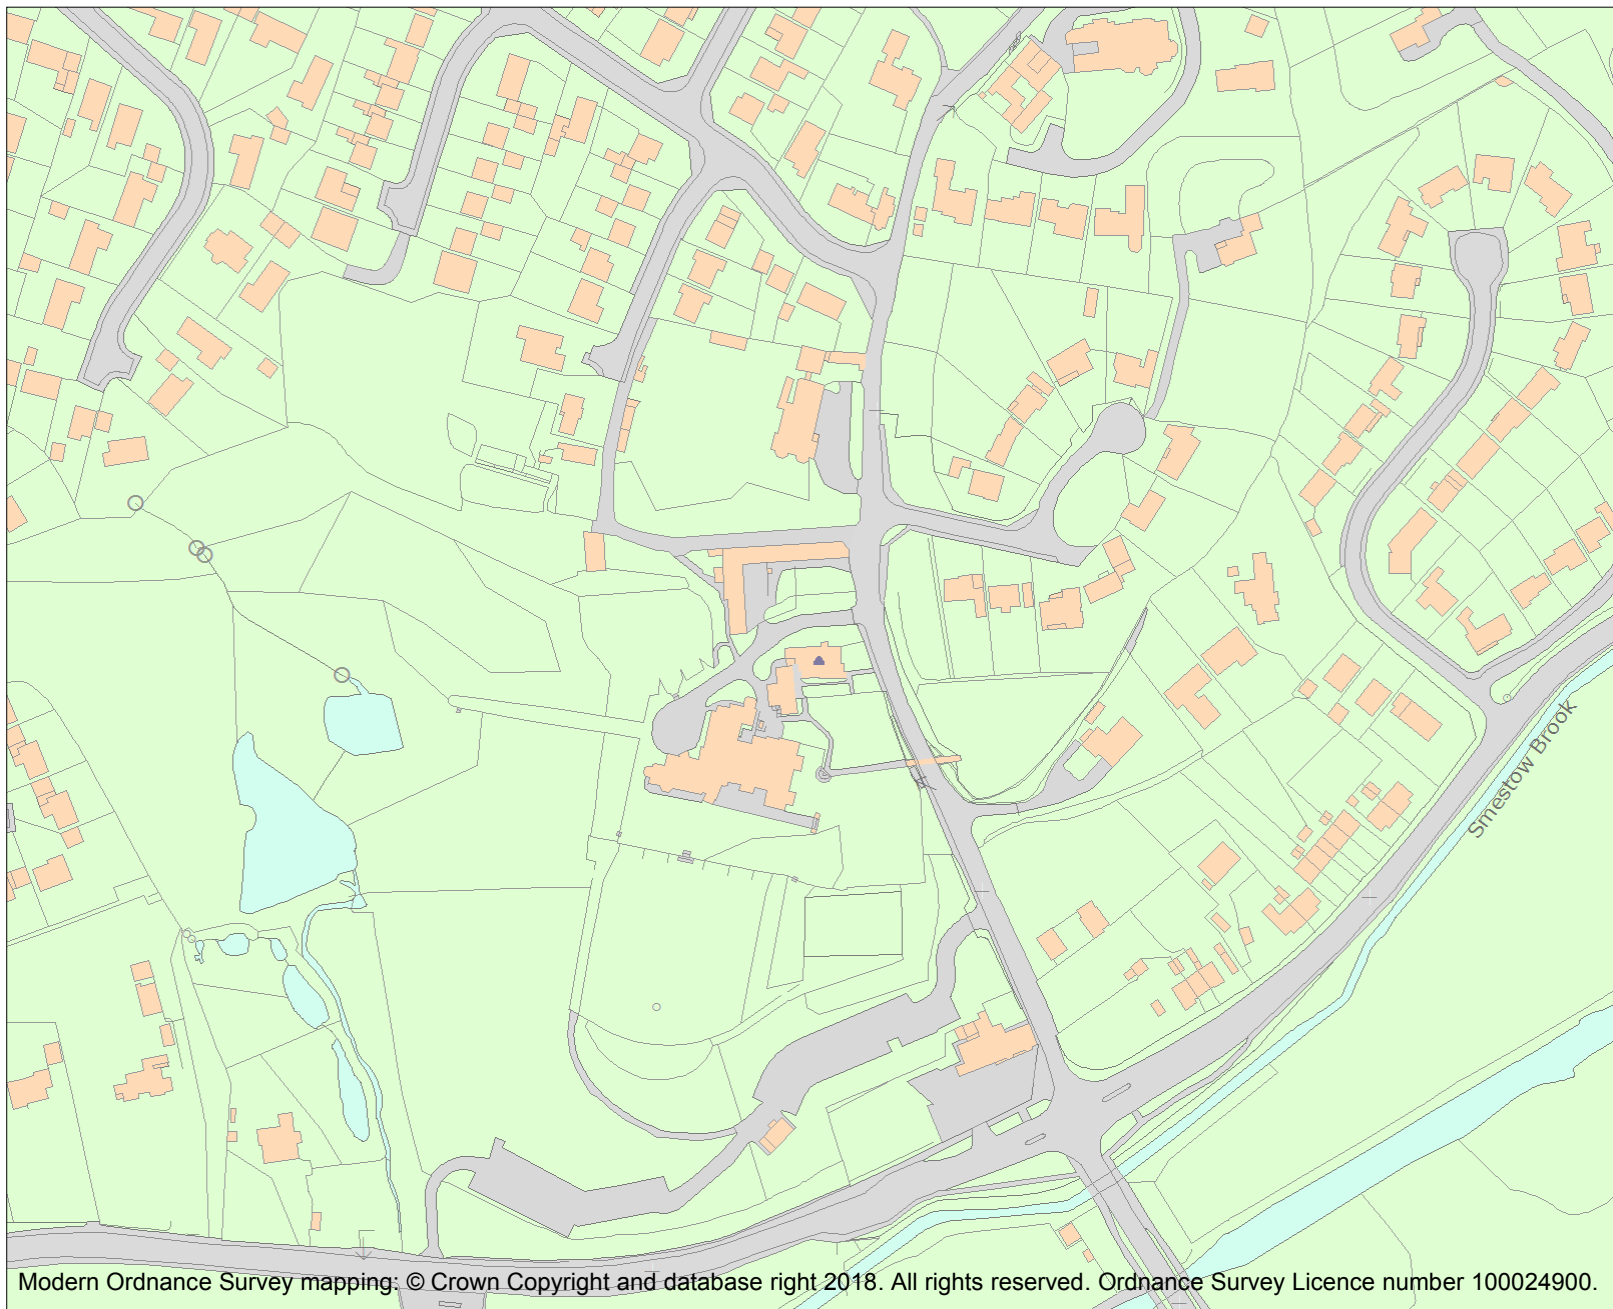 Smestow Brook
Modern Ordnance Survey mapping: © Crown Copyright and database right 2018. All rights reserved. Ordnance Survey Licence number 100024900.